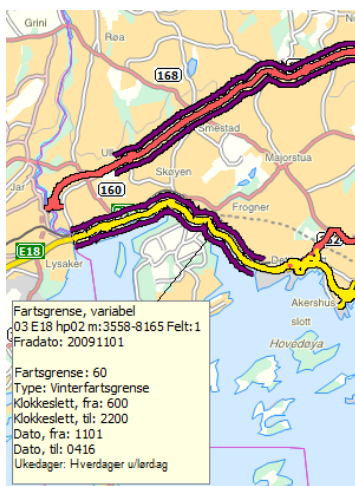 Grini
Røa
168
Ull
Smestad
Majorstua
Jar
160
Skøyen
Frogner
E18
Lysaker
Akershus
slott
Hovedøya
Fartsgrense, variabel
03 E18 hp02 m:3558-8165 Felt:1
Fradato: 20091101
Fartsgrense: 60
Type: Vinterfartsgrense
Klokkeslett, fra: 600
Klokkeslett, til: 2200
Dato, fra: 1101
Dato, til: 0416
Ukedager: Hverdager u/lørdag